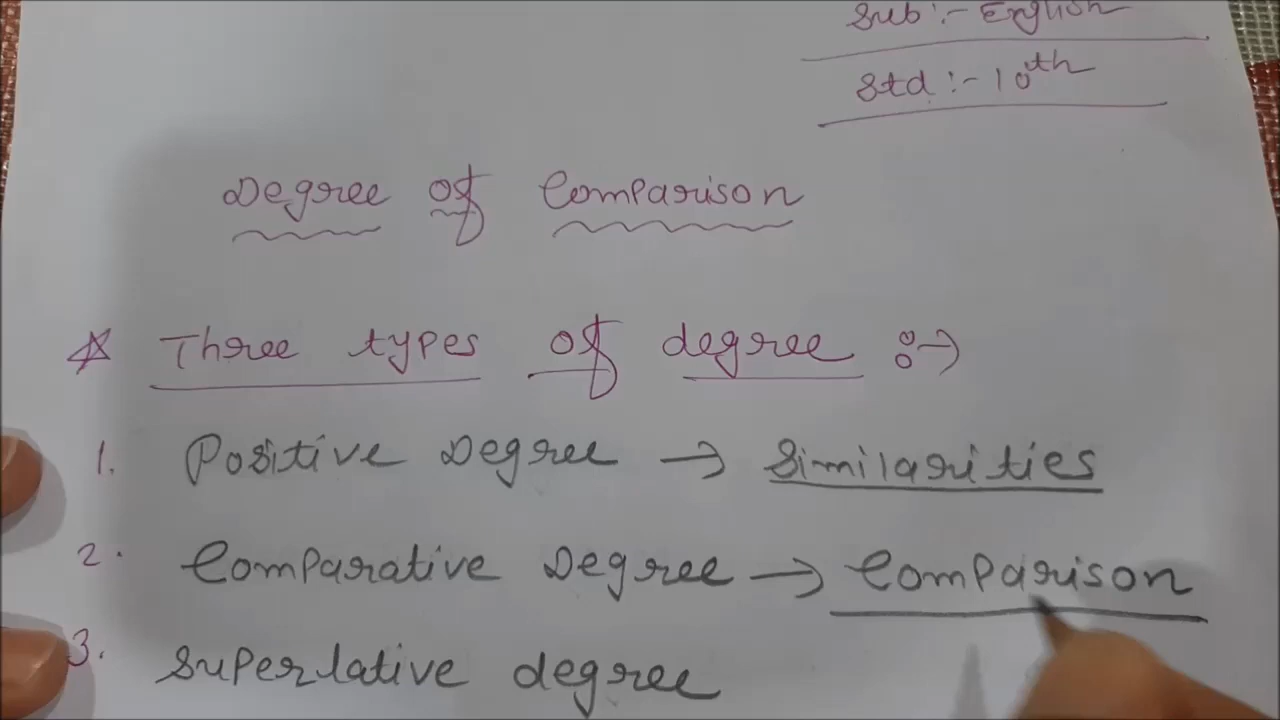 Sub :- English
Std :- 10th
Degree of Comparison
☆ Three types of degree :→
1. Positive Degree → Similarities
2. Comparative Degree → Comparison
3. Superlative degree